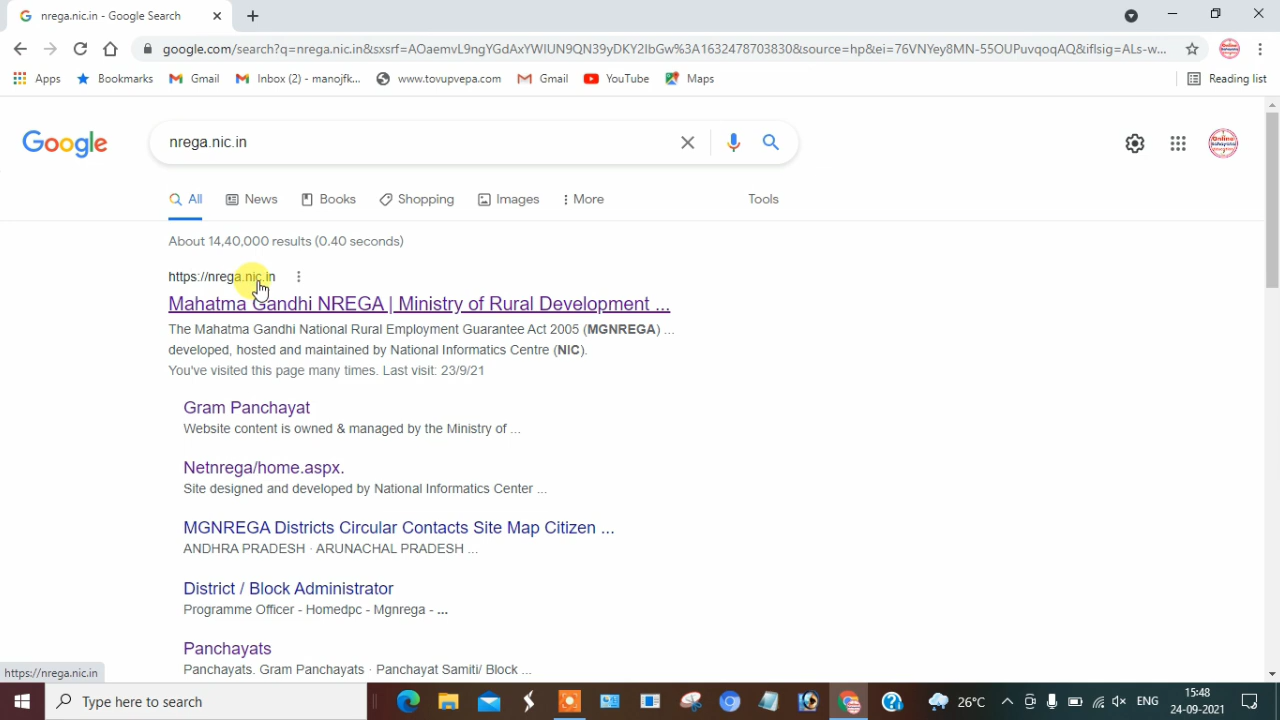 nrega.nic.in - Google Search
google.com/search?q=nrega.nic.in&sxsrf=AOaemvL9ngYGdAxYWIUN9QN39yDKY2IbGw%3A1632478703830&source=hp&ei=76VNYey8MN-55OUPuvqoqAQ&iflsig=ALs-w...
Apps Bookmarks Gmail Inbox (2) - manojfk... www.tovupvepa.com Gmail YouTube Maps Reading list
Google nrega.nic.in
All News Books Shopping Images More Tools
About 14,40,000 results (0.40 seconds)
https://nrega.nic.in
Mahatma Gandhi NREGA | Ministry of Rural Development ...
The Mahatma Gandhi National Rural Employment Guarantee Act 2005 (MGNREGA) ...
developed, hosted and maintained by National Informatics Centre (NIC).
You've visited this page many times. Last visit: 23/9/21
Gram Panchayat
Website content is owned & managed by the Ministry of ...
Netnrega/home.aspx.
Site designed and developed by National Informatics Center ...
MGNREGA Districts Circular Contacts Site Map Citizen ...
ANDHRA PRADESH · ARUNACHAL PRADESH ...
District / Block Administrator
Programme Officer - Homedpc - Mgnrega - ...
Panchayats
Panchayats. Gram Panchayats · Panchayat Samiti/ Block ...
https://nrega.nic.in
Type here to search
26°C
ENG
15:48
24-09-2021